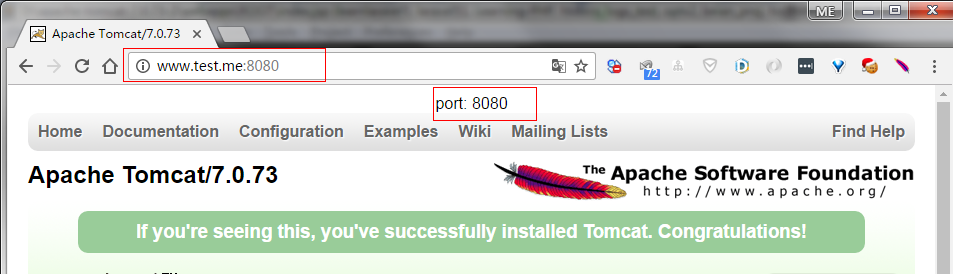 ME
Apache Tomcat/7.0.73
www.test.me:8080
72
port: 8080
Home Documentation Configuration Examples Wiki Mailing Lists Find Help
Apache Tomcat/7.0.73
The Apache Software Foundation
http://www.apache.org/
If you're seeing this, you've successfully installed Tomcat. Congratulations!